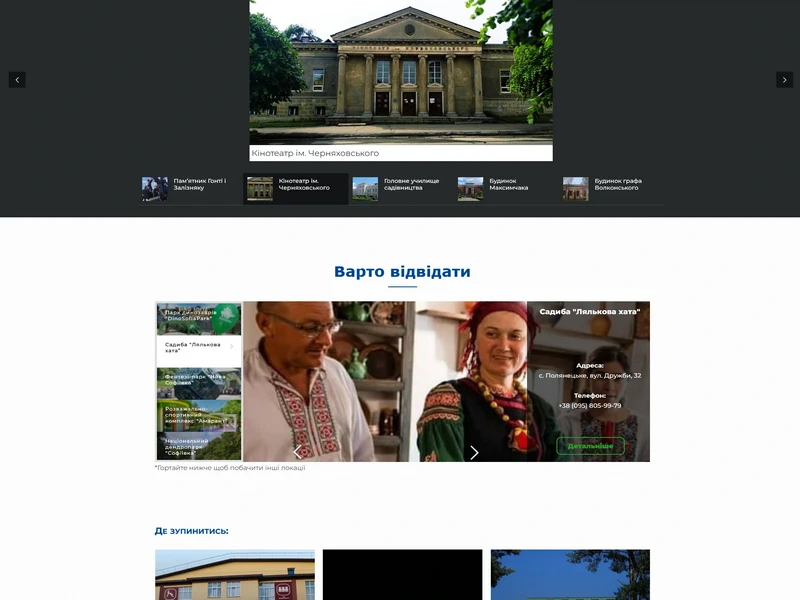 КІНОТЕАТР ім. ЧЕРНЯХОВСЬКОГО
Кінотеатр ім. Черняховського
Пам'ятник Гонті і
Залізняку
Кінотеатр ім.
Черняховського
Головне училище
садівництва
Будинок
Максимчака
Будинок графа
Волконського
Варто відвідати
Парк динозаврів
"DinoSofiaPark"
Садиба "Лялькова
хата"
Фентезі-парк "Нова
Софіївка"
Розважально-
спортивний
комплекс "Амарант"
Національний
дендропарк
"Софіївка"
Садиба "Лялькова хата"
Адреса:
с. Полянецьке, вул. Дружби, 32
Телефон:
+38 (095) 805-99-79
Детальніше
*Гортайте нижче щоб побачити інші локації
Де зупинитись: